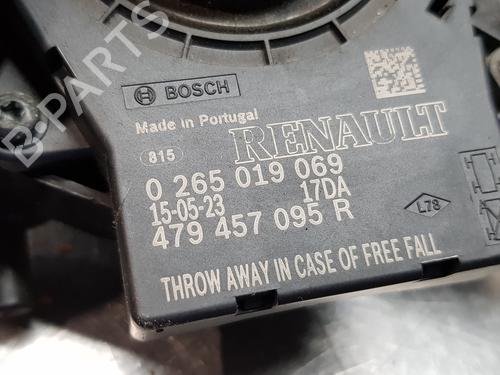 B-PARTS
BOSCH
Made in Portugal
RENAULT
815
0 265 019 069
15-05-23 17DA
479 457 095 R
L78
THROW AWAY IN CASE OF FREE FALL